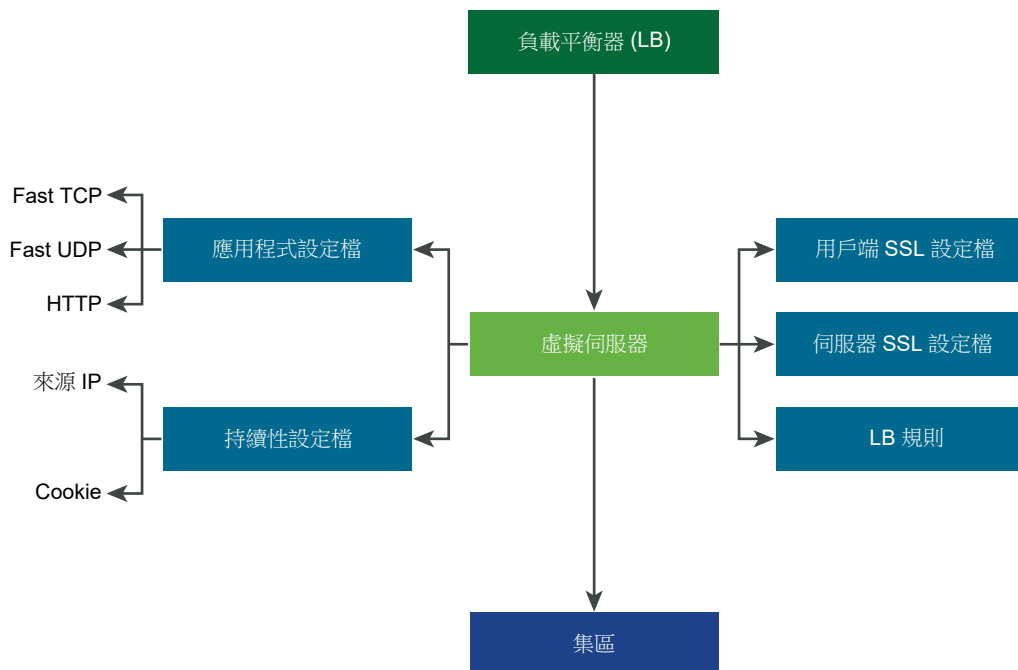 負載平衡器 (LB)
Fast TCP
Fast UDP
HTTP
應用程式設定檔
用戶端 SSL 設定檔
虛擬伺服器
伺服器 SSL 設定檔
來源 IP
Cookie
持續性設定檔
LB 規則
集區